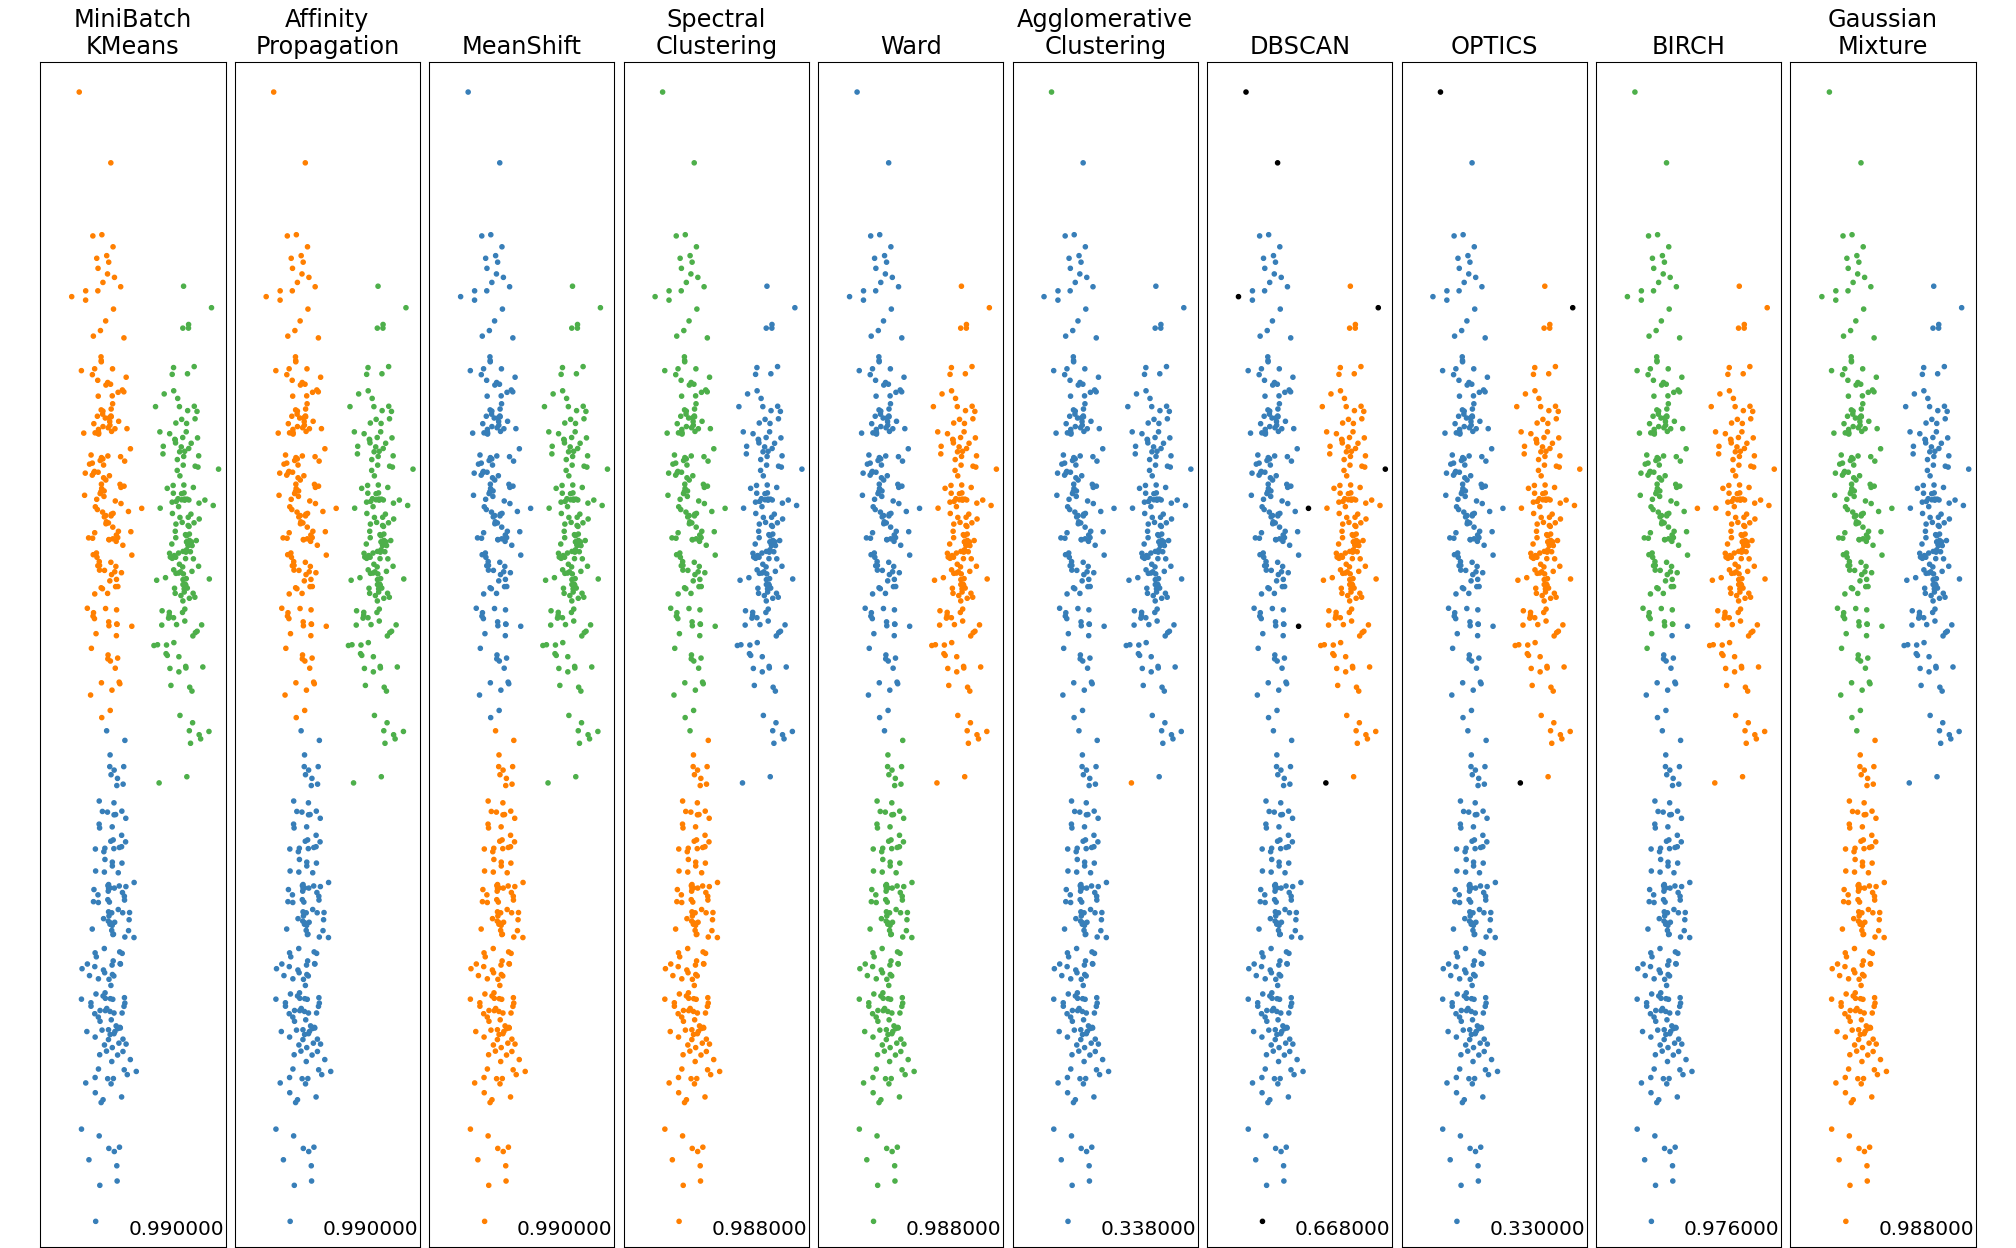 MiniBatch
KMeans
Affinity
Propagation
MeanShift
Spectral
Clustering
Ward
Agglomerative
Clustering
DBSCAN
OPTICS
BIRCH
Gaussian
Mixture
0.990000
0.990000
0.990000
0.988000
0.988000
0.338000
0.668000
0.330000
0.976000
0.988000